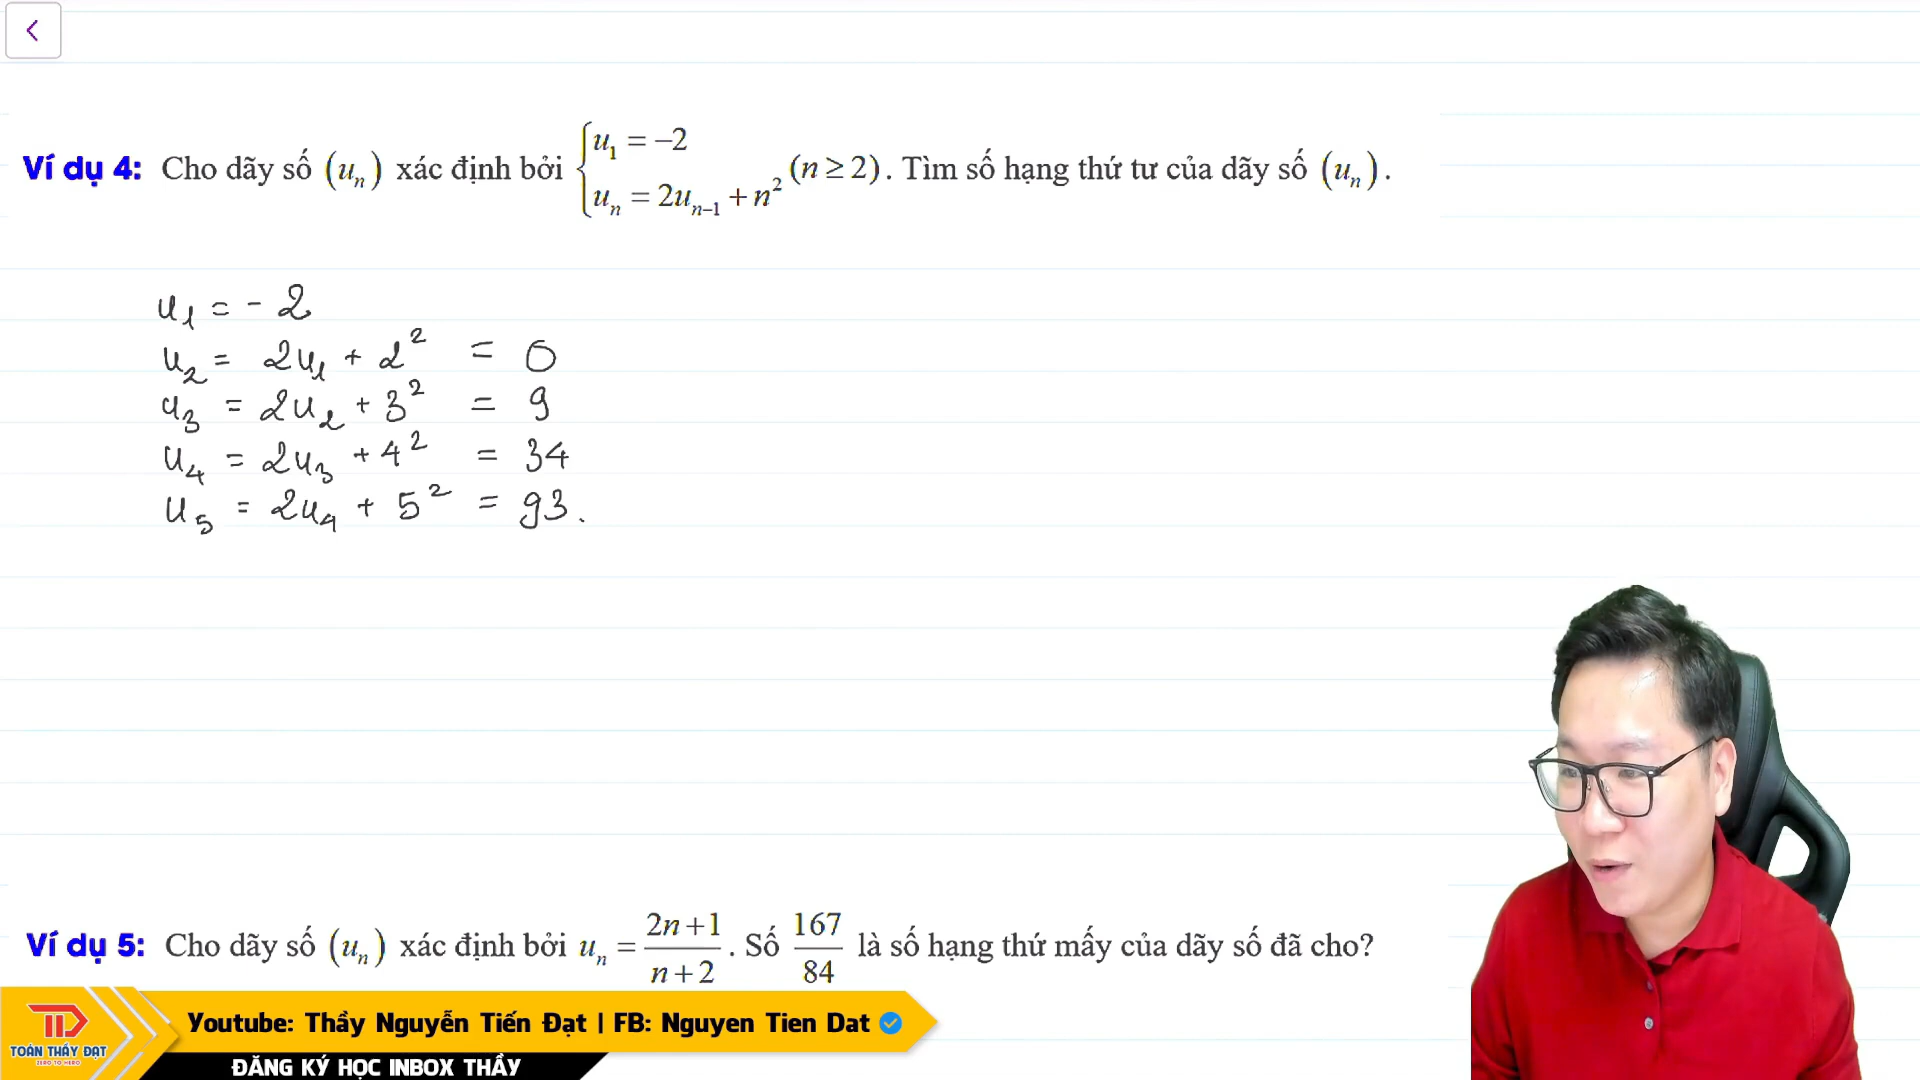 Ví dụ 4: Cho dãy số (uₙ) xác định bởi { u₁ = −2 ; uₙ = 2uₙ₋₁ + n² (n ≥ 2). Tìm số hạng thứ tư của dãy số (uₙ).
u₁ = - 2
u₂ = 2u₁ + 2² = 0
u₃ = 2u₂ + 3² = 9
u₄ = 2u₃ + 4² = 34
u₅ = 2u₄ + 5² = 93.
Ví dụ 5: Cho dãy số (uₙ) xác định bởi uₙ = (2n+1)/(n+2). Số 167/84 là số hạng thứ mấy của dãy số đã cho?
Youtube: Thầy Nguyễn Tiến Đạt | FB: Nguyen Tien Dat
TOÁN THẦY ĐẠT
ZERO TO HERO
ĐĂNG KÝ HỌC INBOX THẦY